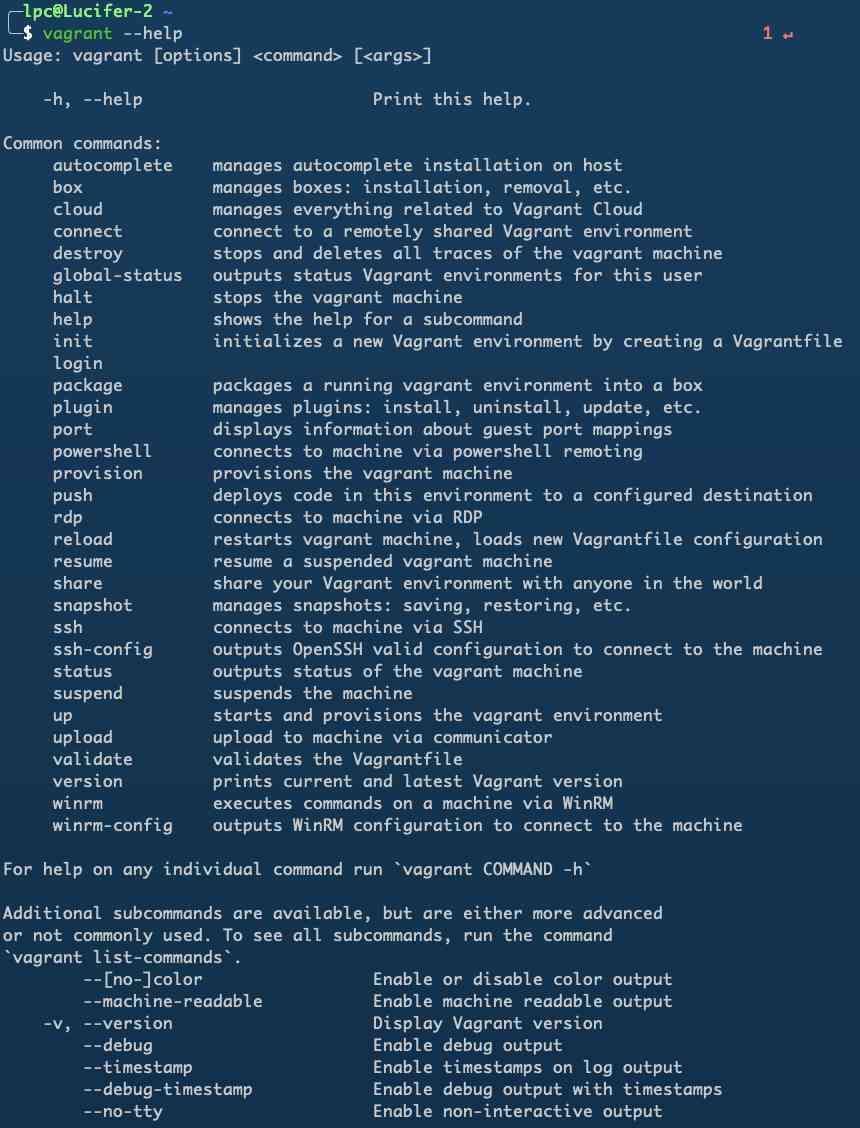 lpc@Lucifer-2 ~
$ vagrant --help 1 ↵
Usage: vagrant [options] <command> [<args>]
-h, --help Print this help.
Common commands:
autocomplete manages autocomplete installation on host
box manages boxes: installation, removal, etc.
cloud manages everything related to Vagrant Cloud
connect connect to a remotely shared Vagrant environment
destroy stops and deletes all traces of the vagrant machine
global-status outputs status Vagrant environments for this user
halt stops the vagrant machine
help shows the help for a subcommand
init initializes a new Vagrant environment by creating a Vagrantfile
login
package packages a running vagrant environment into a box
plugin manages plugins: install, uninstall, update, etc.
port displays information about guest port mappings
powershell connects to machine via powershell remoting
provision provisions the vagrant machine
push deploys code in this environment to a configured destination
rdp connects to machine via RDP
reload restarts vagrant machine, loads new Vagrantfile configuration
resume resume a suspended vagrant machine
share share your Vagrant environment with anyone in the world
snapshot manages snapshots: saving, restoring, etc.
ssh connects to machine via SSH
ssh-config outputs OpenSSH valid configuration to connect to the machine
status outputs status of the vagrant machine
suspend suspends the machine
up starts and provisions the vagrant environment
upload upload to machine via communicator
validate validates the Vagrantfile
version prints current and latest Vagrant version
winrm executes commands on a machine via WinRM
winrm-config outputs WinRM configuration to connect to the machine
For help on any individual command run `vagrant COMMAND -h`
Additional subcommands are available, but are either more advanced
or not commonly used. To see all subcommands, run the command
`vagrant list-commands`.
--[no-]color Enable or disable color output
--machine-readable Enable machine readable output
-v, --version Display Vagrant version
--debug Enable debug output
--timestamp Enable timestamps on log output
--debug-timestamp Enable debug output with timestamps
--no-tty Enable non-interactive output